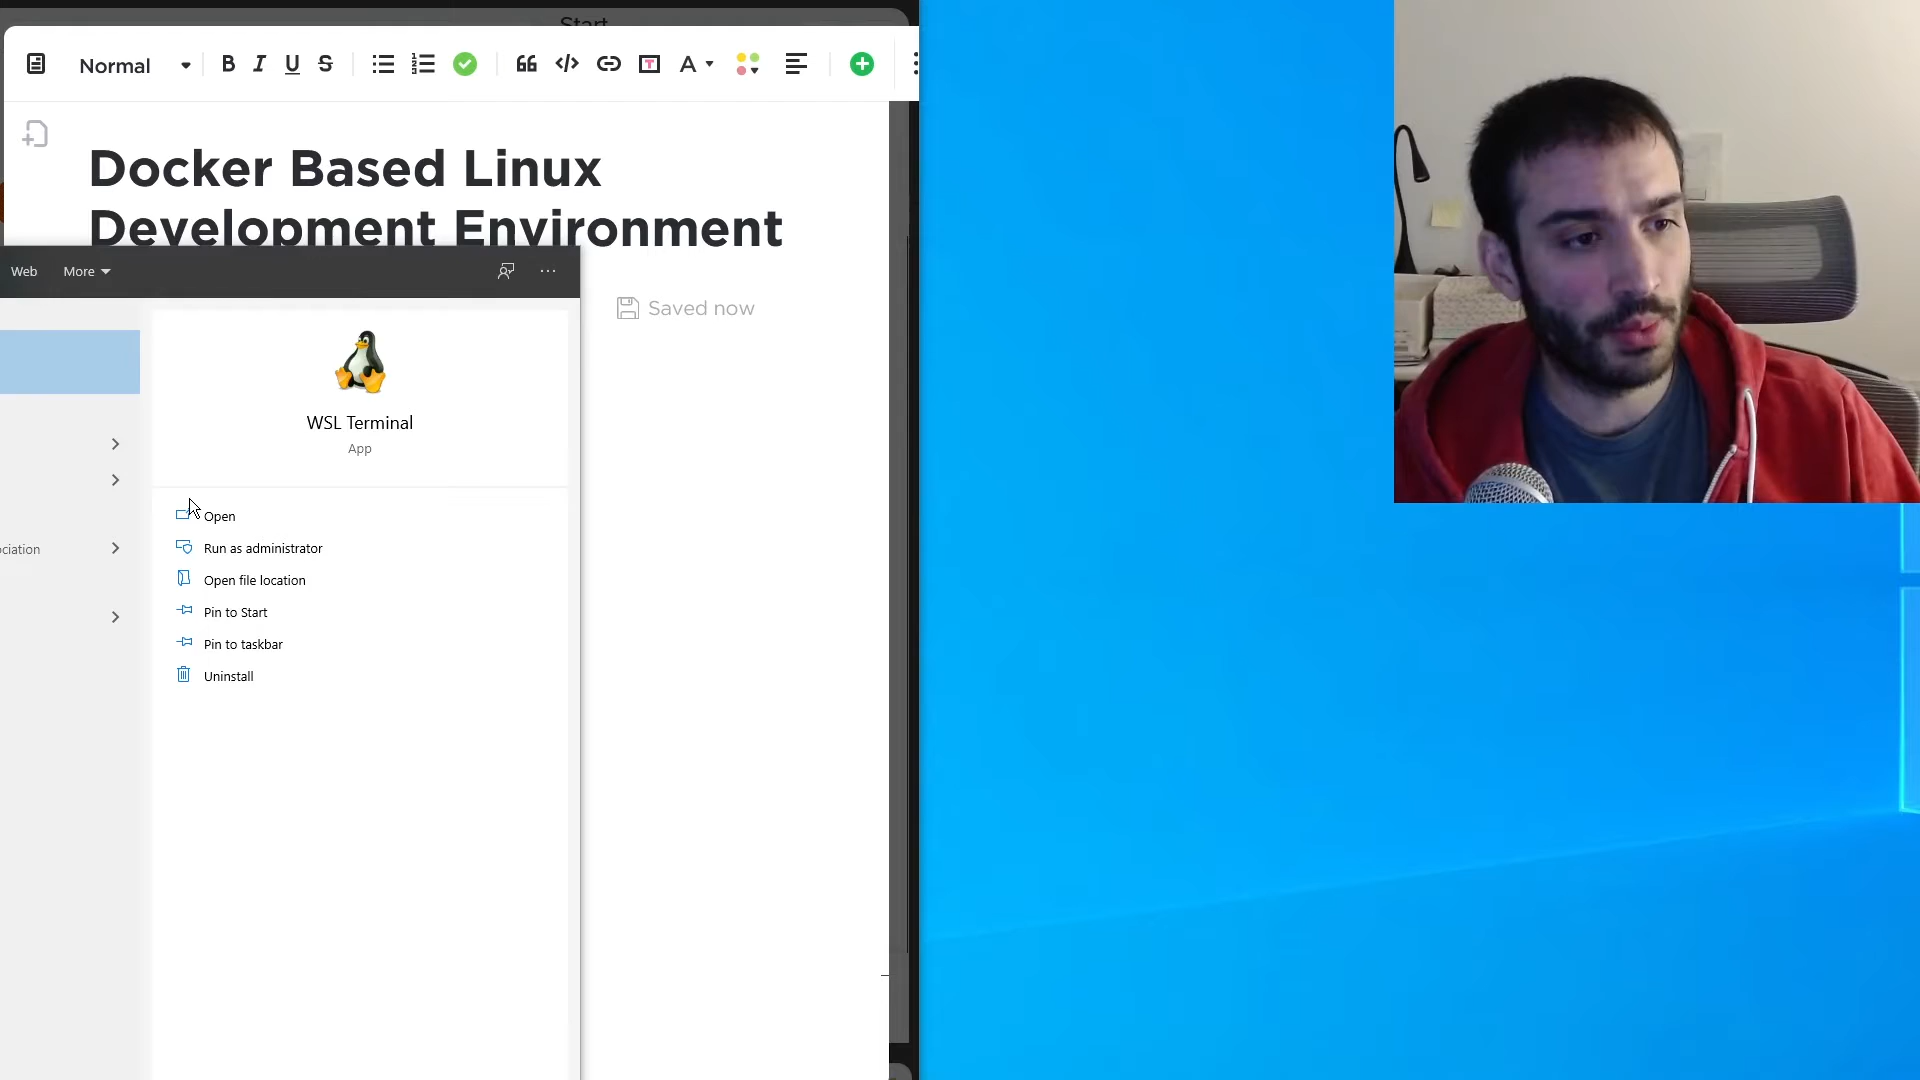 Start
Normal
B I U S
A
Docker Based Linux
Development Environment
Web More
Saved now
WSL Terminal
App
Open
Run as administrator
ciation
Open file location
Pin to Start
Pin to taskbar
Uninstall